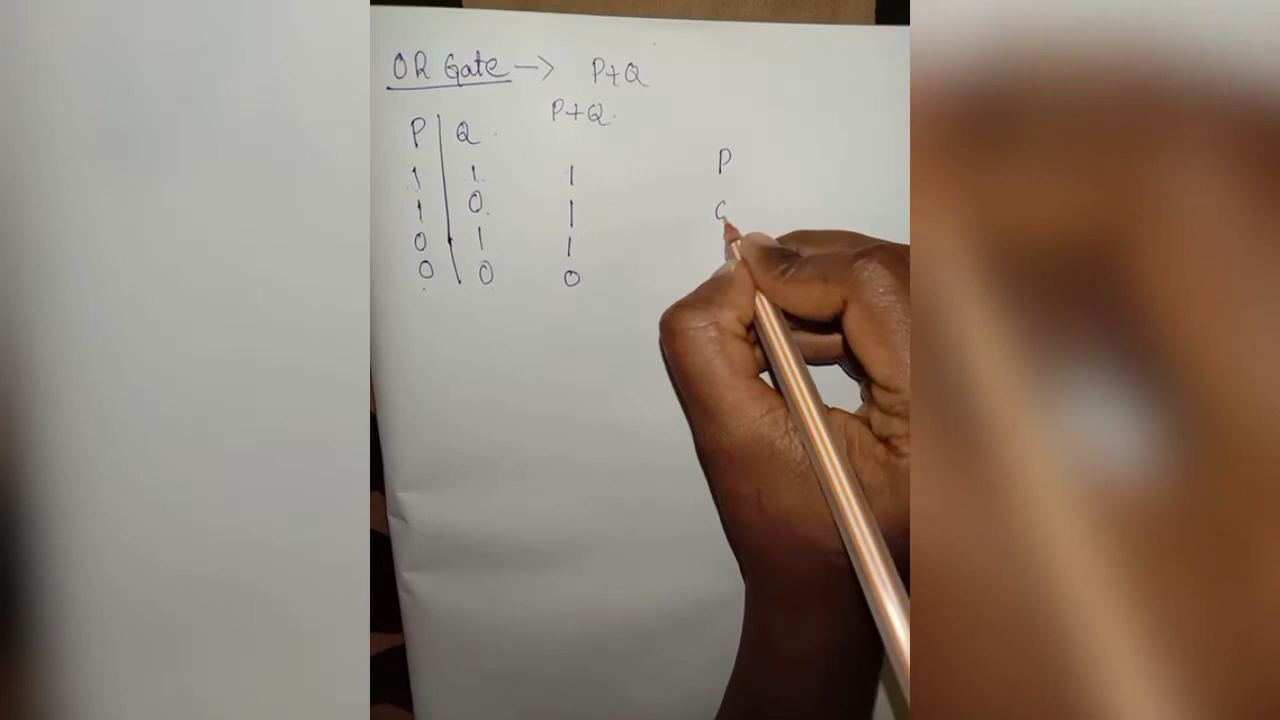 OR Gate → P+Q
P Q P+Q
1 1 1
1 0 1
0 1 1
0 0 0
P